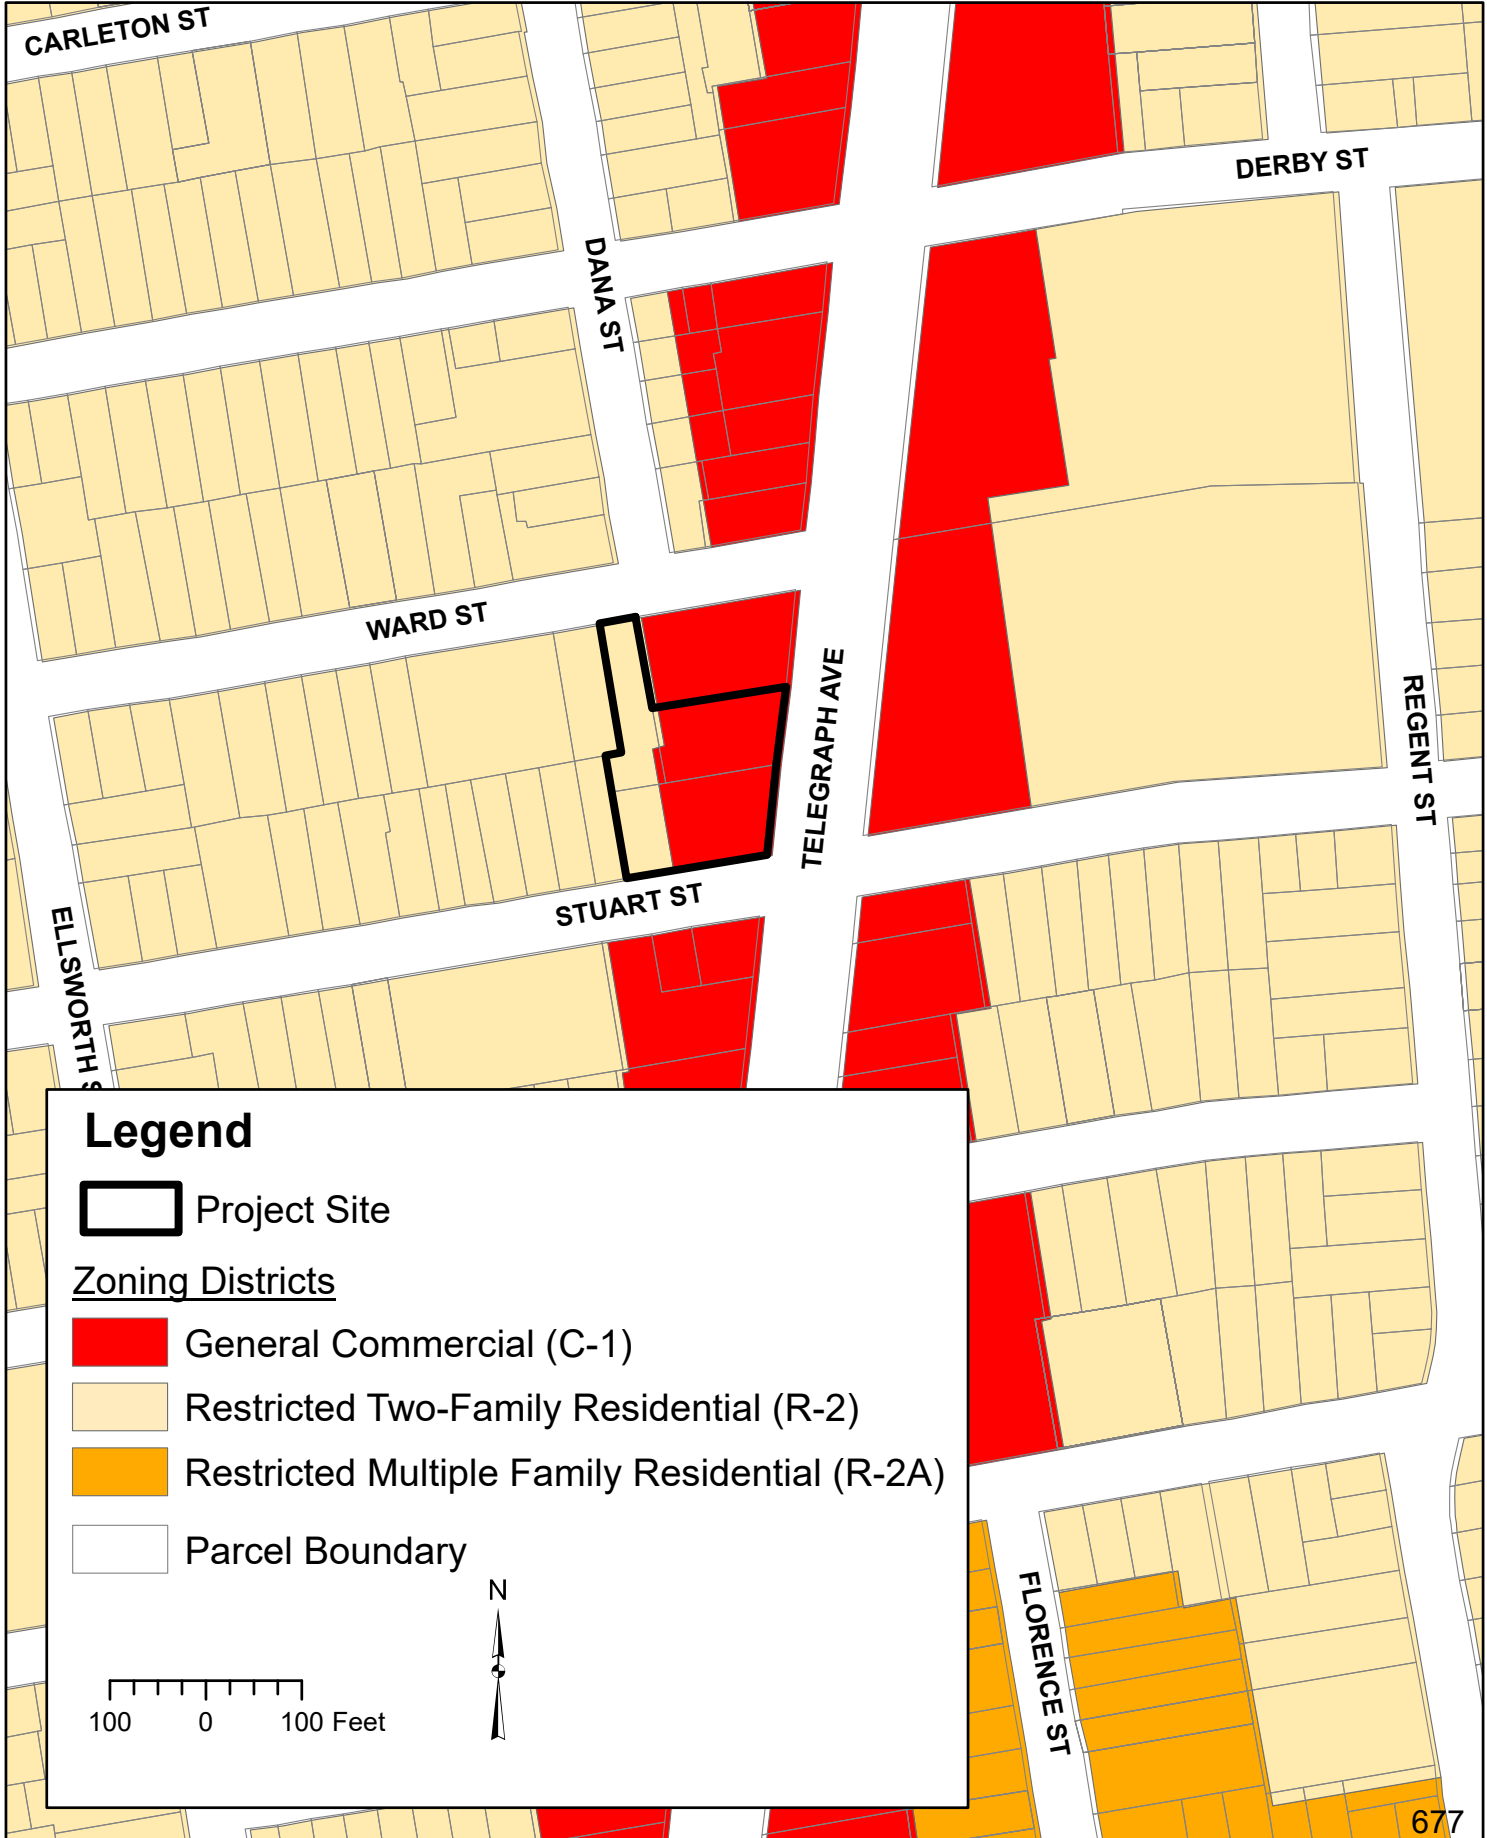 CARLETON ST
DERBY ST
DANA ST
WARD ST
TELEGRAPH AVE
REGENT ST
STUART ST
ELLSWORTH S
Legend
Project Site
Zoning Districts
General Commercial (C-1)
Restricted Two-Family Residential (R-2)
Restricted Multiple Family Residential (R-2A)
Parcel Boundary
N
100 0 100 Feet
FLORENCE ST
677